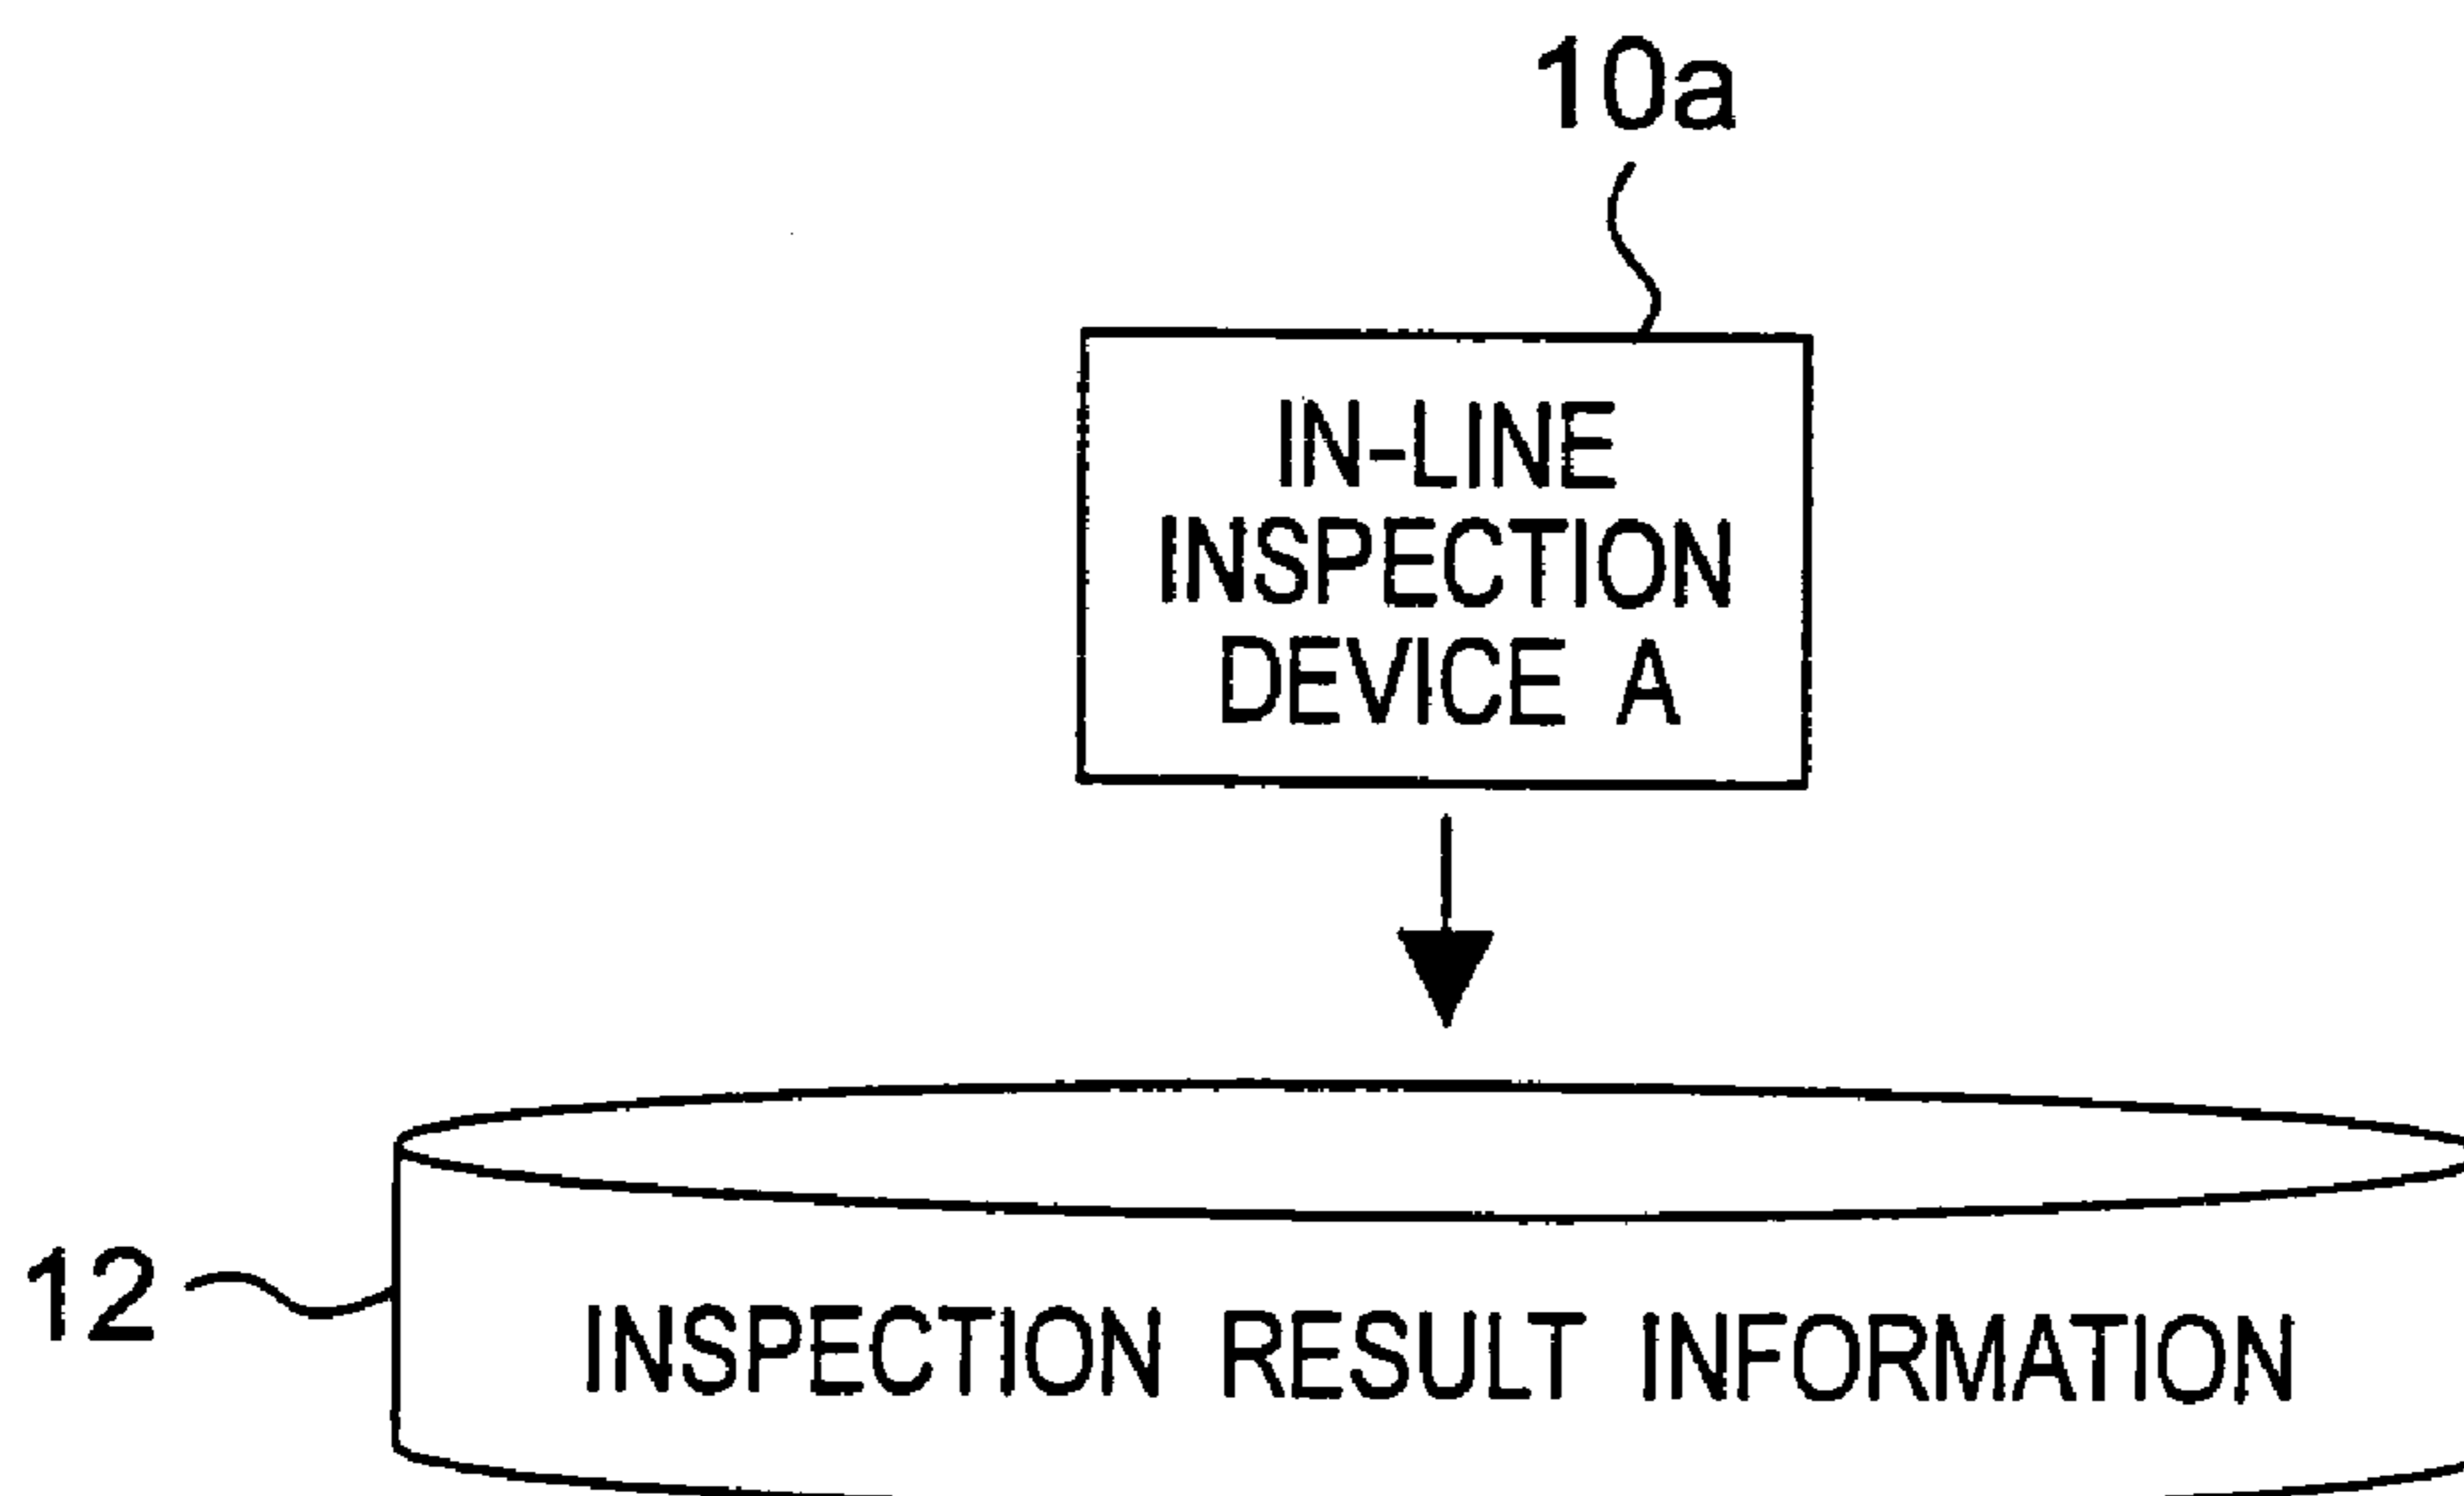 10a
IN-LINE
INSPECTION
DEVICE A
12
INSPECTION RESULT INFORMATION